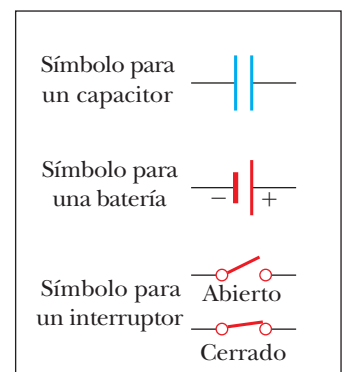 Símbolo para
un capacitor
Símbolo para
una batería
− +
Símbolo para
un interruptor
Abierto
Cerrado